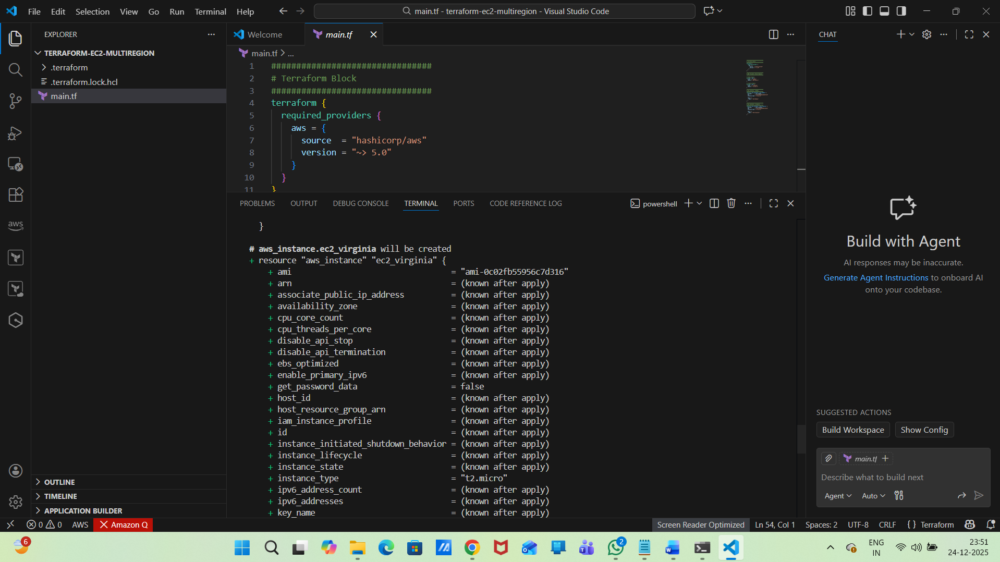 File Edit Selection View Go Run Terminal Help
main.tf - terraform-ec2-multiregion - Visual Studio Code
EXPLORER
TERRAFORM-EC2-MULTIREGION
.terraform
.terraform.lock.hcl
main.tf
OUTLINE
TIMELINE
APPLICATION BUILDER
aws
Welcome
main.tf
main.tf > ...
1 ################################
2 # Terraform Block
3 ################################
4 terraform {
5 required_providers {
6 aws = {
7 source = "hashicorp/aws"
8 version = "~> 5.0"
9 }
10 }
11 }
PROBLEMS OUTPUT DEBUG CONSOLE TERMINAL PORTS CODE REFERENCE LOG
powershell
}
# aws_instance.ec2_virginia will be created
+ resource "aws_instance" "ec2_virginia" {
+ ami = "ami-0c02fb55956c7d316"
+ arn = (known after apply)
+ associate_public_ip_address = (known after apply)
+ availability_zone = (known after apply)
+ cpu_core_count = (known after apply)
+ cpu_threads_per_core = (known after apply)
+ disable_api_stop = (known after apply)
+ disable_api_termination = (known after apply)
+ ebs_optimized = (known after apply)
+ enable_primary_ipv6 = (known after apply)
+ get_password_data = false
+ host_id = (known after apply)
+ host_resource_group_arn = (known after apply)
+ iam_instance_profile = (known after apply)
+ id = (known after apply)
+ instance_initiated_shutdown_behavior = (known after apply)
+ instance_lifecycle = (known after apply)
+ instance_state = (known after apply)
+ instance_type = "t2.micro"
+ ipv6_address_count = (known after apply)
+ ipv6_addresses = (known after apply)
+ key_name = (known after apply)
CHAT
Build with Agent
AI responses may be inaccurate.
Generate Agent Instructions to onboard AI
onto your codebase.
SUGGESTED ACTIONS
Build Workspace
Show Config
main.tf
Describe what to build next
Agent
Auto
0 0 AWS Amazon Q
Screen Reader Optimized Ln 54, Col 1 Spaces: 2 UTF-8 CRLF {} Terraform
6
2
ENG
IN
23:51
24-12-2025